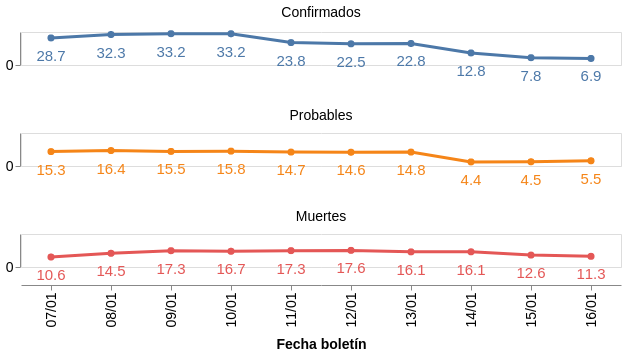 Confirmados
0
28.7 32.3 33.2 33.2 23.8 22.5 22.8 12.8 7.8 6.9
Probables
0
15.3 16.4 15.5 15.8 14.7 14.6 14.8 4.4 4.5 5.5
Muertes
0
10.6 14.5 17.3 16.7 17.3 17.6 16.1 16.1 12.6 11.3
07/01 08/01 09/01 10/01 11/01 12/01 13/01 14/01 15/01 16/01
Fecha boletín